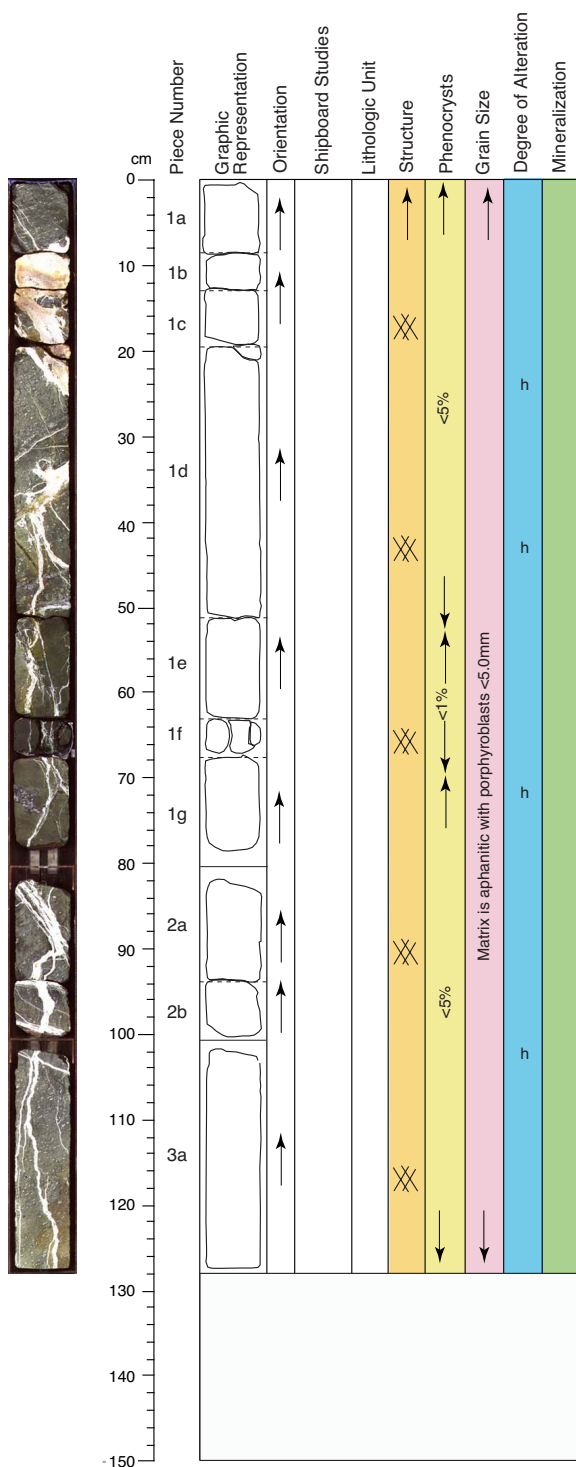 cm
Piece Number
Graphic
Representation
Orientation
Shipboard Studies
Lithologic Unit
Structure
Phenocrysts
Grain Size
Degree of Alteration
Mineralization
0
1a
10
1b
1c
20
h
<5%
30
1d
40
h
50
1e
Matrix is aphanitic with porphyroblasts <5.0mm
60
<1%
1f
70
h
1g
80
2a
90
<5%
2b
100
h
110
3a
120
130
140
150